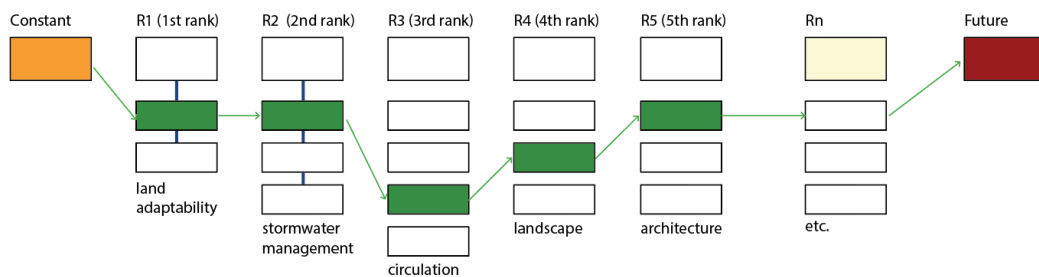 Constant
R1 (1st rank)
R2 (2nd rank)
R3 (3rd rank)
R4 (4th rank)
R5 (5th rank)
Rn
Future
land
adaptability
stormwater
management
circulation
landscape
architecture
etc.